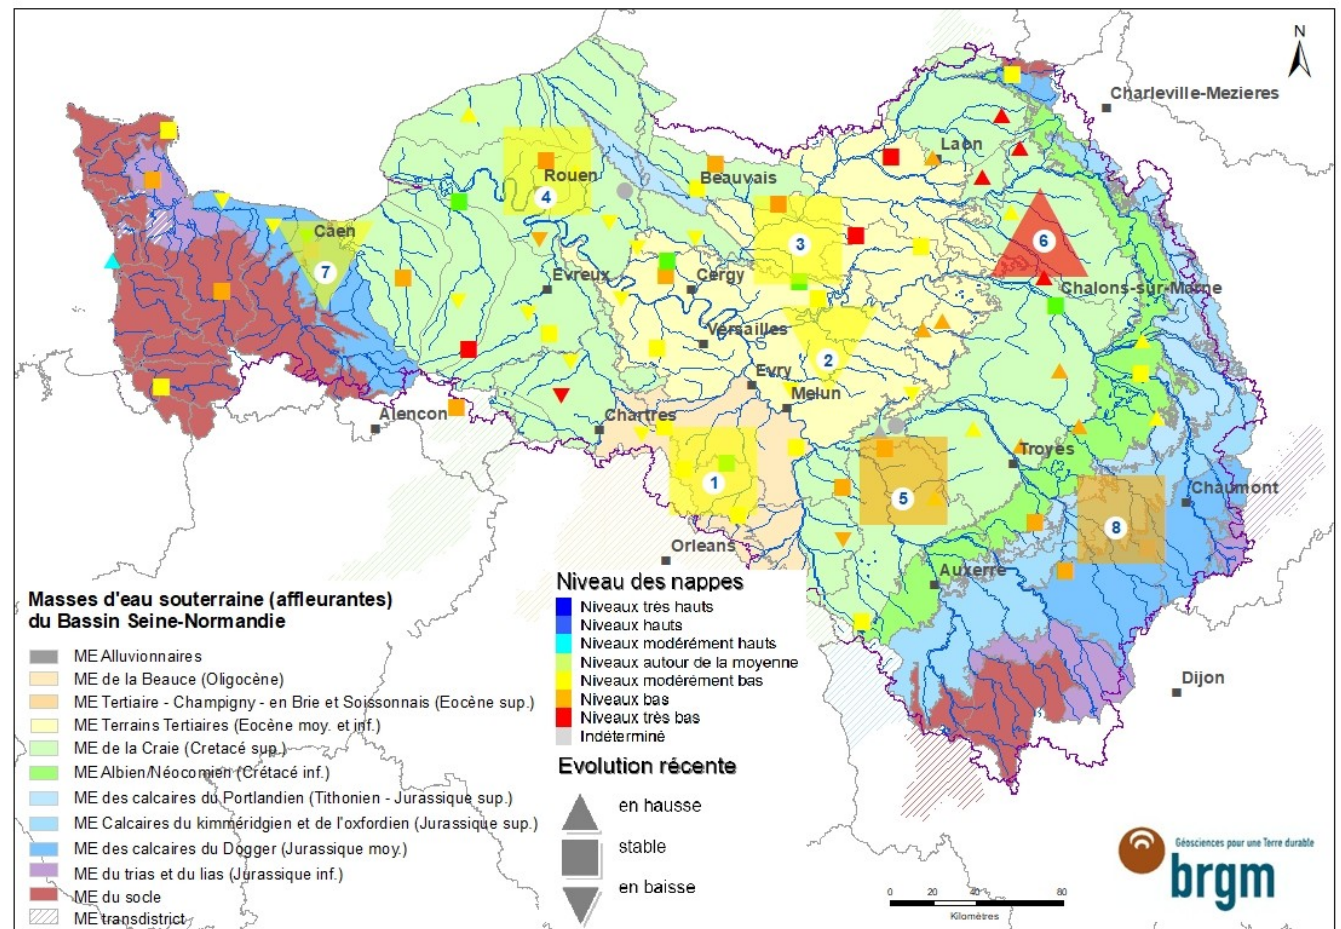 N
Charleville-Mezieres
Laon
Rouen
Beauvais
4
Caen
3
6
7
Evreux
Cergy
Chalons-sur-Marne
Versailles
2
Evry
Melun
Alencon
Chartres
Troyes
1
5
Chaumont
8
Orleans
Auxerre
Dijon
Masses d'eau souterraine (affleurantes)
du Bassin Seine-Normandie
ME Alluvionnaires
ME de la Beauce (Oligocène)
ME Tertiaire - Champigny - en Brie et Soissonnais (Eocène sup.)
ME Terrains Tertiaires (Eocène moy. et inf.)
ME de la Craie (Cretacé sup.)
ME Albien/Néocomien (Crétacé inf.)
ME des calcaires du Portlandien (Tithonien - Jurassique sup.)
ME Calcaires du kimméridgien et de l'oxfordien (Jurassique sup.)
ME des calcaires du Dogger (Jurassique moy.)
ME du trias et du lias (Jurassique inf.)
ME du socle
ME transdistrict
Niveau des nappes
Niveaux très hauts
Niveaux hauts
Niveaux modérément hauts
Niveaux autour de la moyenne
Niveaux modérément bas
Niveaux bas
Niveaux très bas
Indéterminé
Evolution récente
en hausse
stable
en baisse
0 20 40 80
Kilomètres
Géosciences pour une Terre durable
brgm